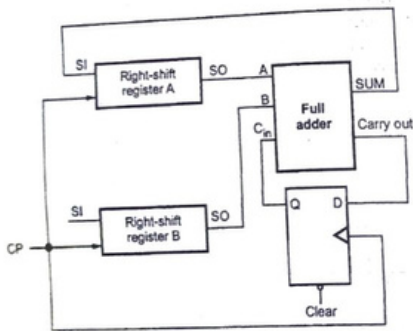 SI
Right-shift
register A
SO
A
B
C_in
Full
adder
SUM
Carry out
SI
Right-shift
register B
SO
CP
Q
D
Clear